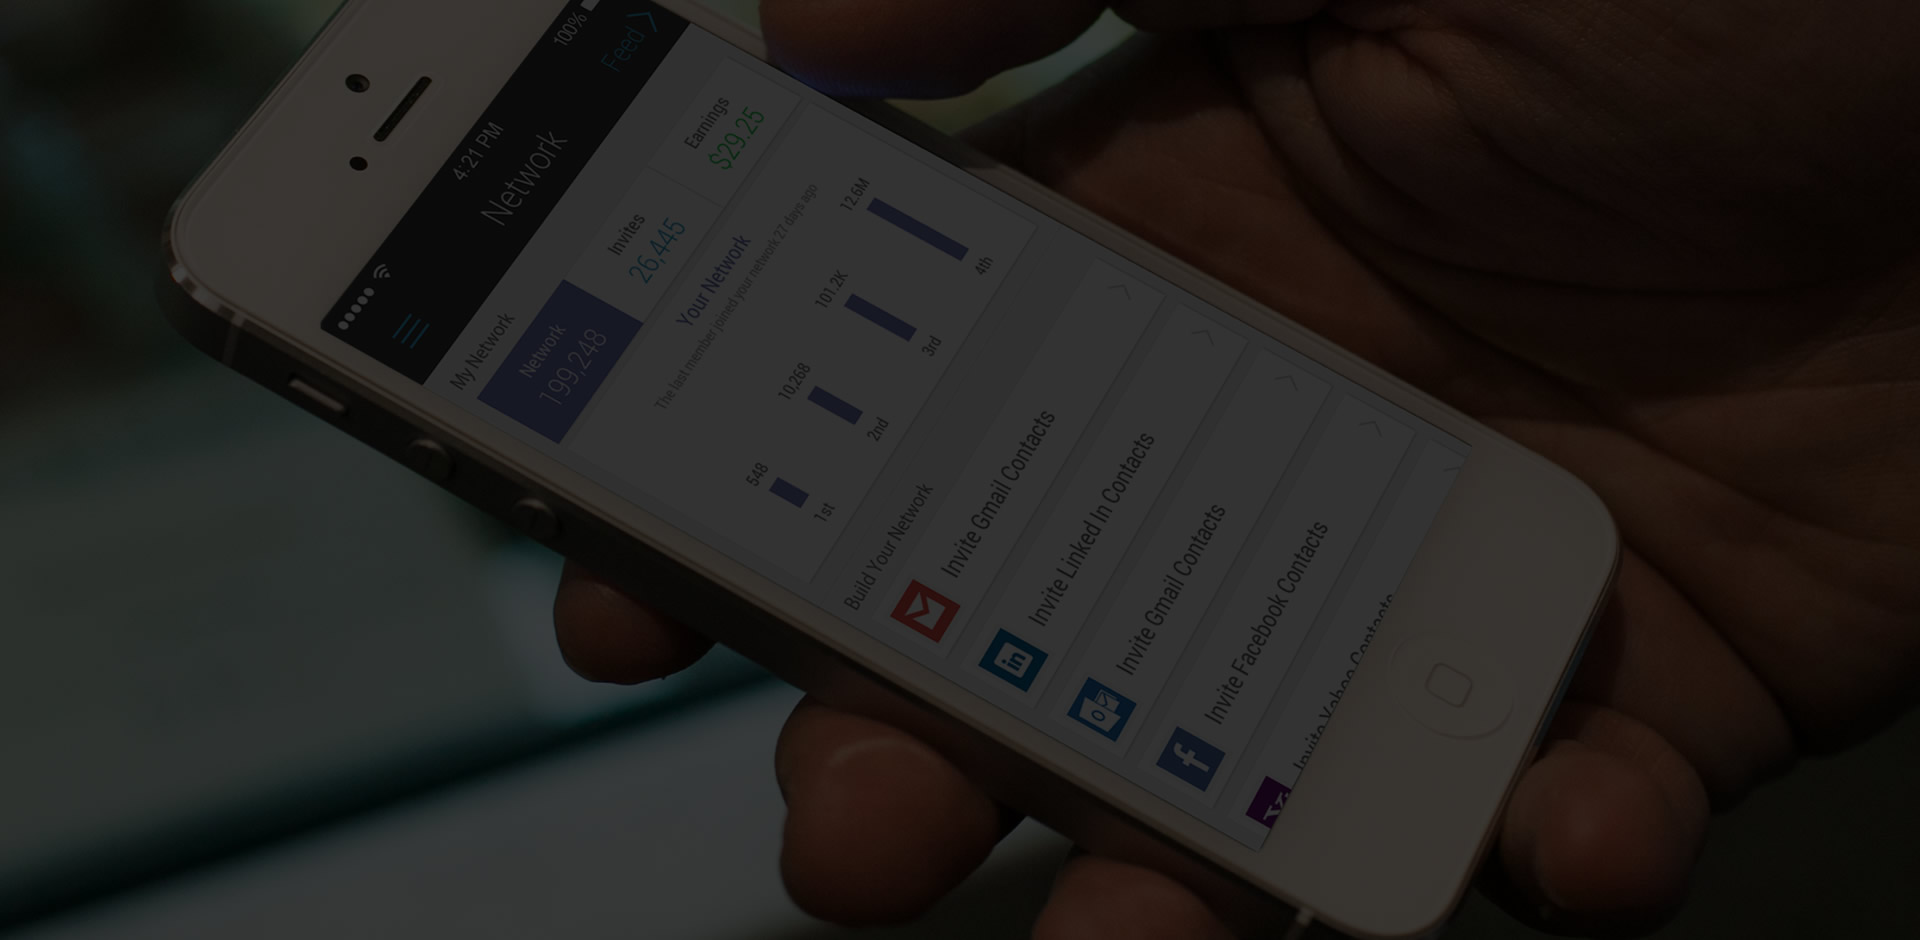 4:21 PM
100%
Network
Feed
My Network
Network
199,248
Invites
26,445
Earnings
$29.25
Your Network
The last member joined your network 27 days ago
548
10,268
101.2K
12.6M
1st
2nd
3rd
4th
Build Your Network
Invite Gmail Contacts
in
Invite Linked In Contacts
o
Invite Gmail Contacts
f
Invite Facebook Contacts
Invite Yahoo Contacts